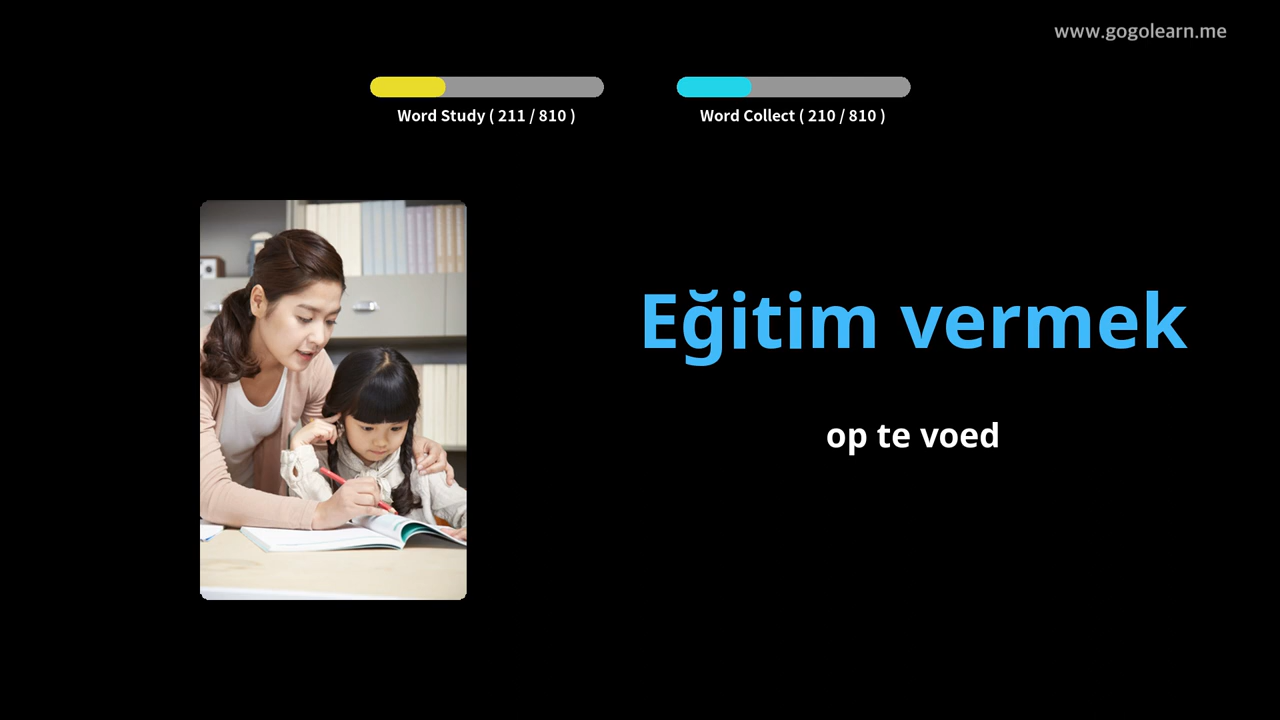 www.gogolearn.me
Word Study ( 211 / 810 )
Word Collect ( 210 / 810 )
Eğitim vermek
op te voed